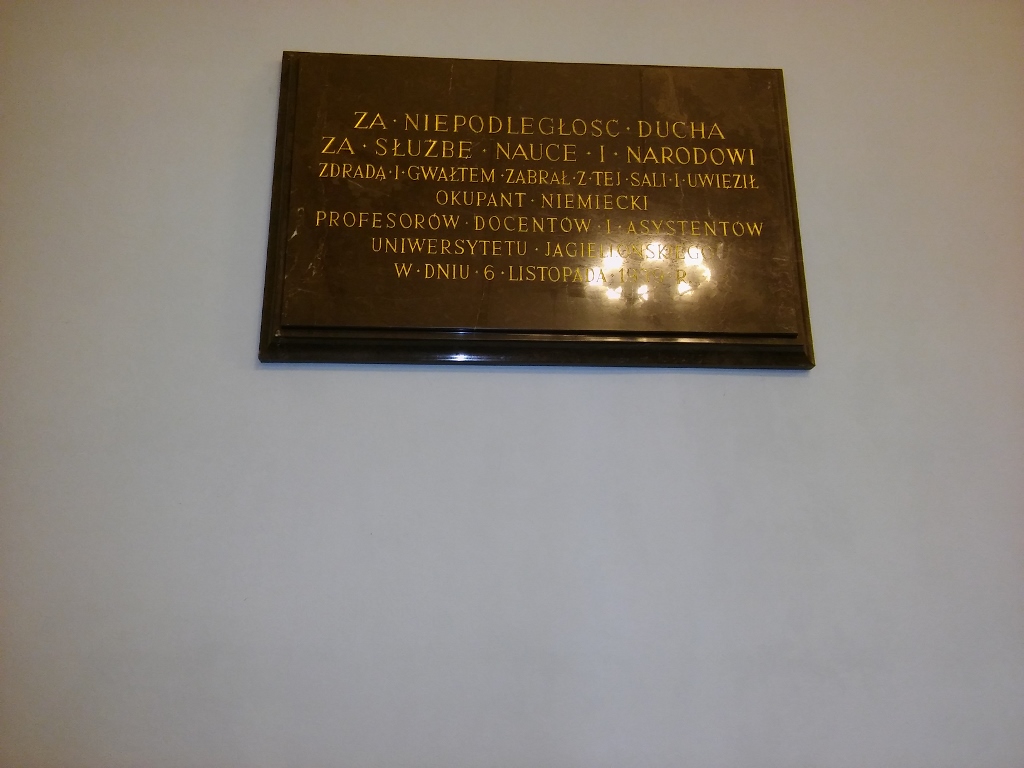 ZA·NIEPODLEGŁOŚĆ·DUCHA
ZA·SŁUŻBĘ·NAUCE·I·NARODOWI
ZDRADĄ·I·GWAŁTEM·ZABRAŁ·Z·TEJ·SALI·I·UWIĘZIŁ
OKUPANT·NIEMIECKI
PROFESORÓW·DOCENTÓW·I·ASYSTENTÓW
UNIWERSYTETU·JAGIELLOŃSKIEGO
W·DNIU·6·LISTOPADA·R·